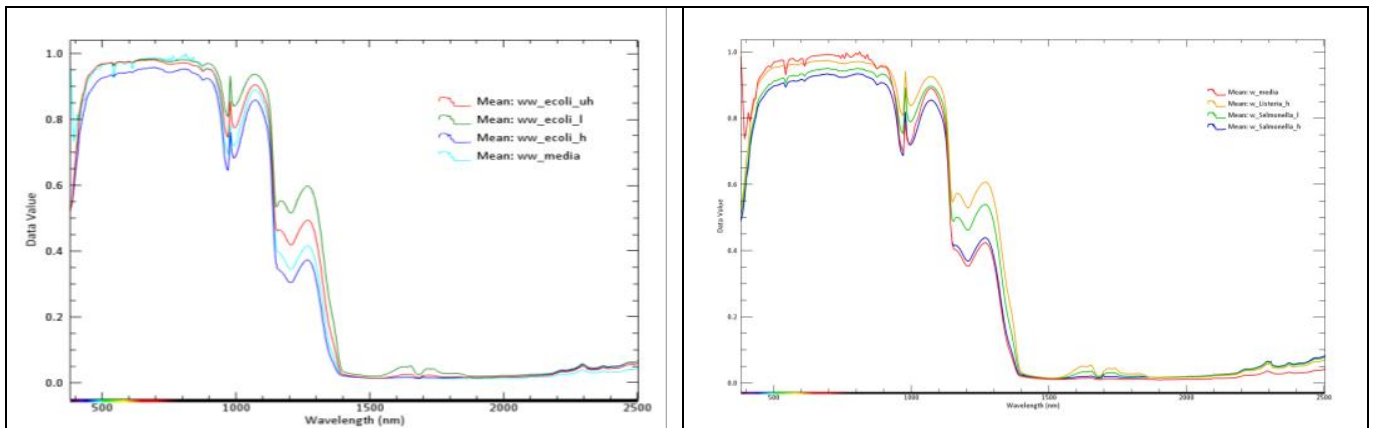 1.0
0.8
0.6
0.4
0.2
0.0
Data Value
500
1000
1500
2000
2500
Wavelength (nm)
Mean: ww_ecoli_uh
Mean: ww_ecoli_l
Mean: ww_ecoli_h
Mean: ww_media
1.0
0.8
0.6
0.4
0.2
0.0
Data Value
500
1000
1500
2000
2500
Wavelength (nm)
Mean: w_media
Mean: w_Listeria_h
Mean: w_Selmonella_l
Mean: w_Salmonella_h